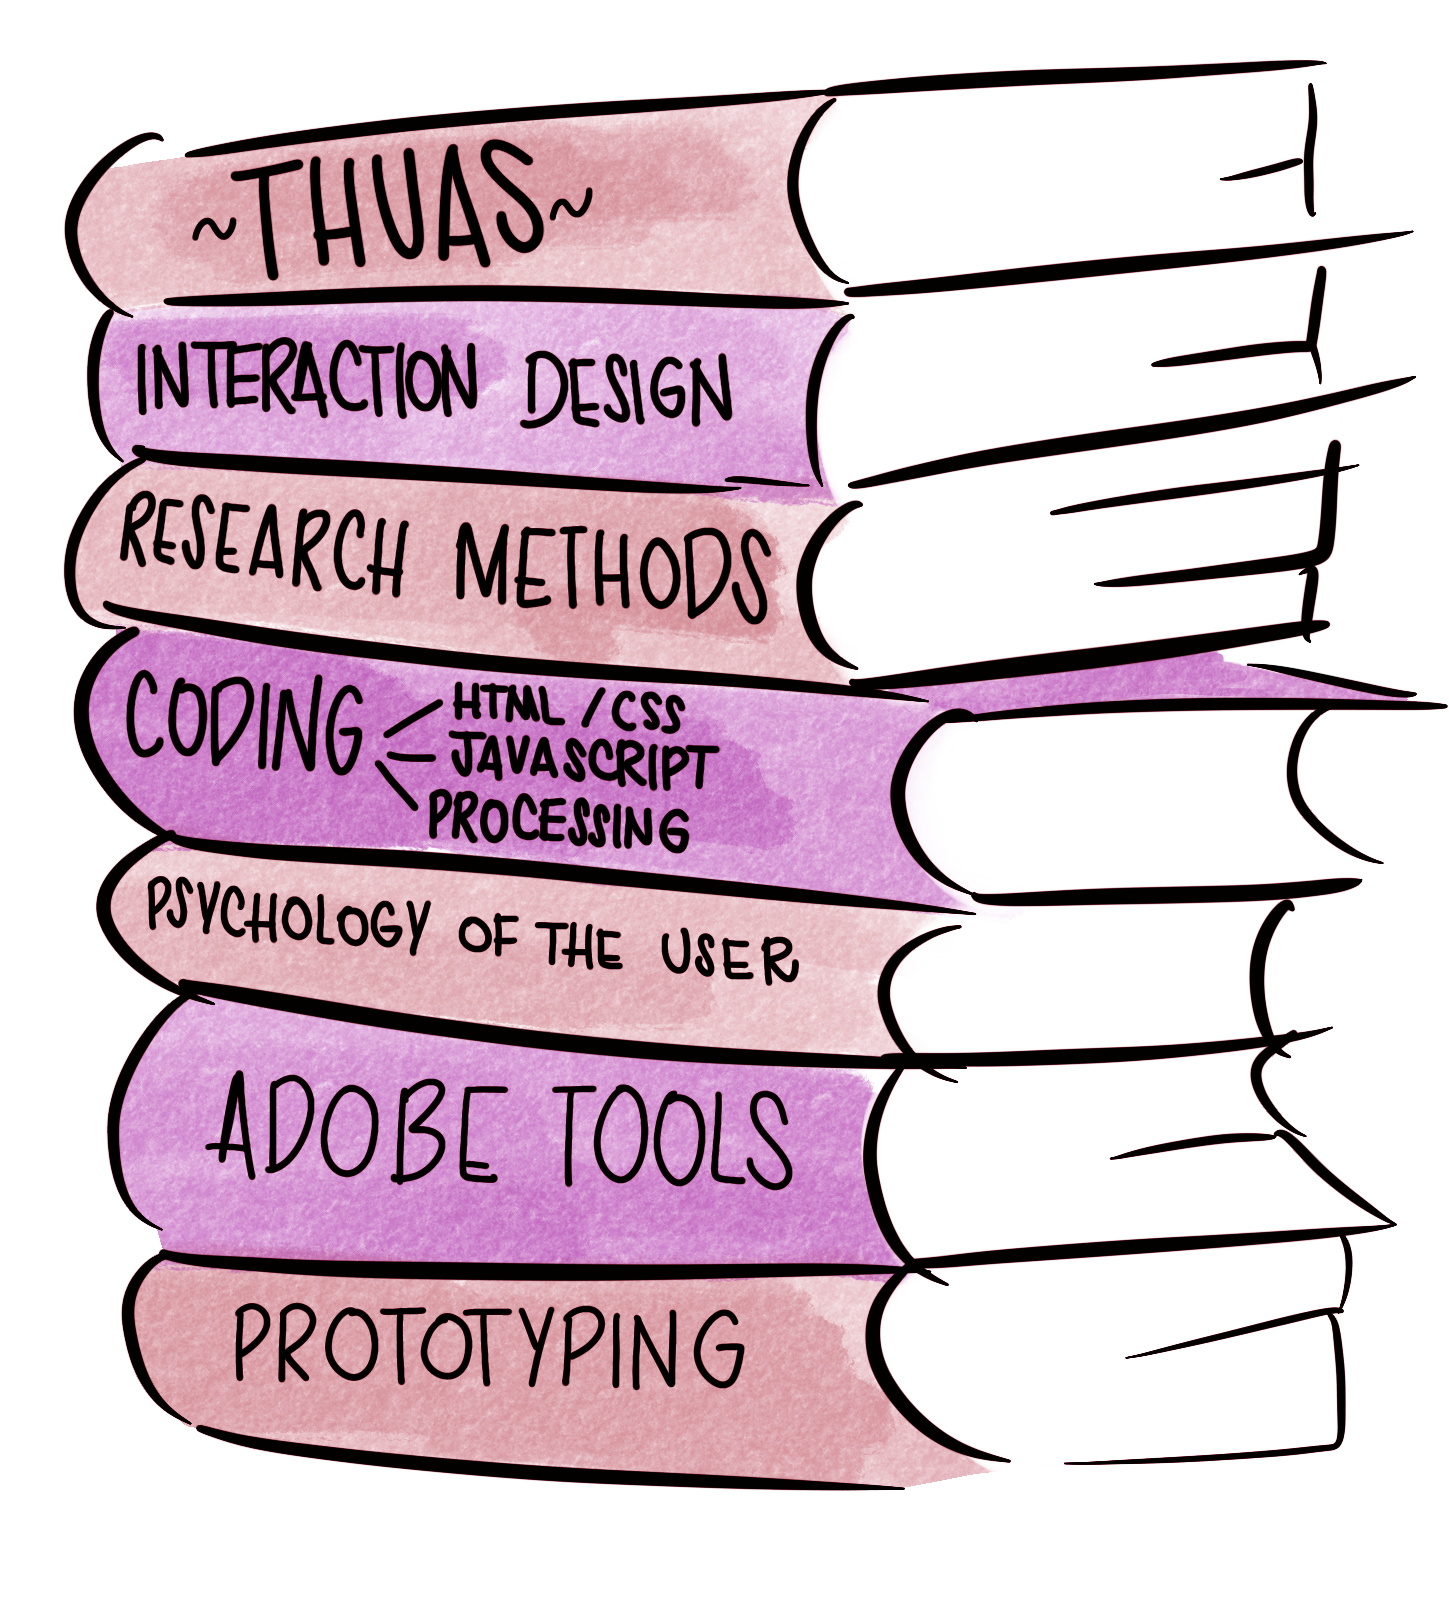 ~THUAS~
INTERACTION DESIGN
RESEARCH METHODS
CODING
HTML / CSS
JAVASCRIPT
PROCESSING
PSYCHOLOGY OF THE USER
ADOBE TOOLS
PROTOTYPING